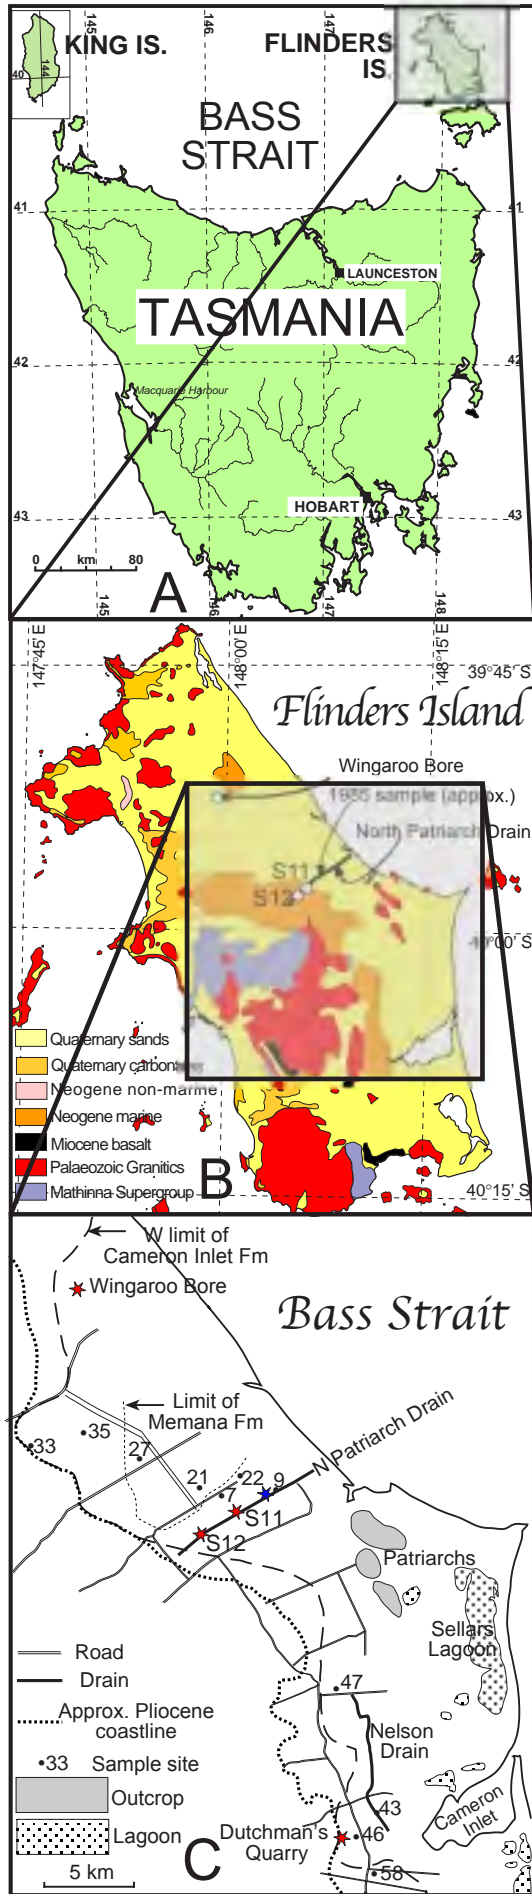 145
146
147
KING IS.
FLINDERS
IS.
40
144
BASS
STRAIT
41
41
LAUNCESTON
TASMANIA
42
42
Macquarie Harbour
HOBART
43
43
0 km 80
A
145
146
147
148
147°45' E
148°00' E
148°15' E
39°45' S
Flinders Island
Wingaroo Bore
1985 sample (approx.)
North Patriarch Drain
S11
S12
40°00' S
Quaternary sands
Quaternary carbonates
Neogene non-marine
Neogene marine
Miocene basalt
Palaeozoic Granitics
Mathinna Supergroup
B
40°15' S
W limit of
Cameron Inlet Fm
Wingaroo Bore
Bass Strait
Limit of
Memana Fm
N Patriarch Drain
35
33
27
21
22
9
7
S11
S12
Patriarchs
Sellars
Lagoon
Road
Drain
Approx. Pliocene
coastline
47
Nelson
Drain
33 Sample site
Outcrop
Lagoon
43
Cameron
Inlet
Dutchman's
Quarry
46
58
5 km
C